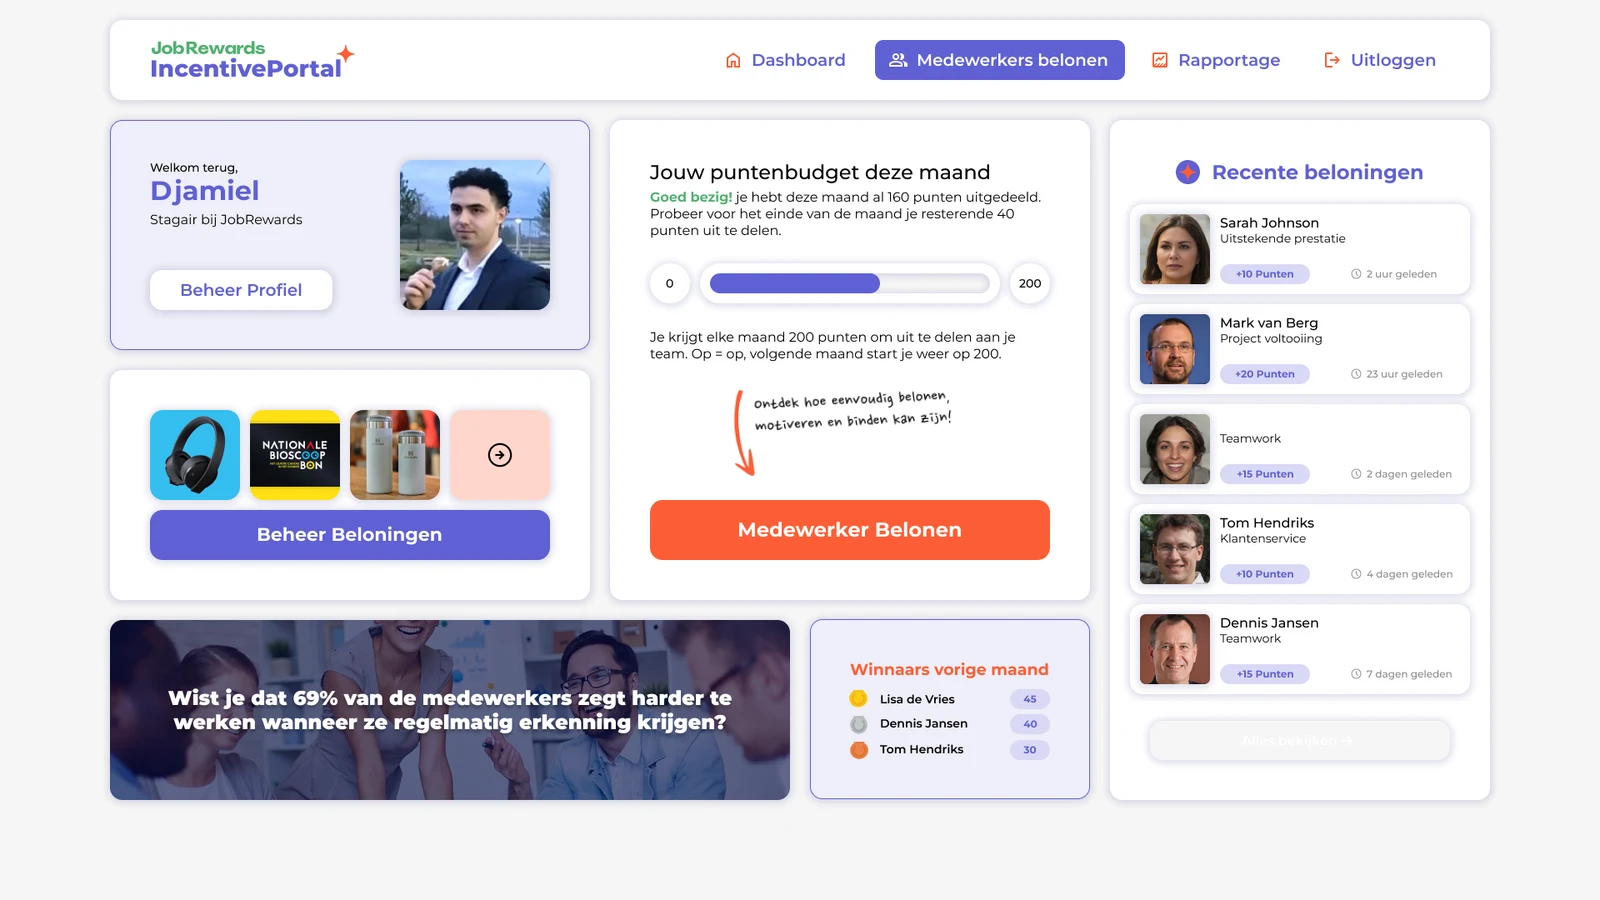 JobRewards
IncentivePortal
Dashboard
Medewerkers belonen
Rapportage
Uitloggen
Welkom terug,
Djamiel
Stagair bij JobRewards
Beheer Profiel
NATIONALE
BIOSCOOP
BON
Beheer Beloningen
Jouw puntenbudget deze maand
Goed bezig! je hebt deze maand al 160 punten uitgedeeld.
Probeer voor het einde van de maand je resterende 40
punten uit te delen.
0
200
Je krijgt elke maand 200 punten om uit te delen aan je
team. Op = op, volgende maand start je weer op 200.
ontdek hoe eenvoudig belonen,
motiveren en binden kan zijn!
Medewerker Belonen
Wist je dat 69% van de medewerkers zegt harder te
werken wanneer ze regelmatig erkenning krijgen?
Winnaars vorige maand
Lisa de Vries 45
Dennis Jansen 40
Tom Hendriks 30
Recente beloningen
Sarah Johnson
Uitstekende prestatie
+10 Punten 2 uur geleden
Mark van Berg
Project voltooiing
+20 Punten 23 uur geleden
Teamwork
+15 Punten 2 dagen geleden
Tom Hendriks
Klantenservice
+10 Punten 4 dagen geleden
Dennis Jansen
Teamwork
+15 Punten 7 dagen geleden
Alles bekijken →